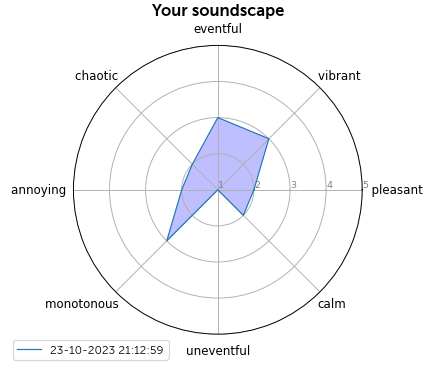 Your soundscape
eventful
chaotic
vibrant
annoying
1
2
3
4
5
pleasant
monotonous
calm
uneventful
23-10-2023 21:12:59